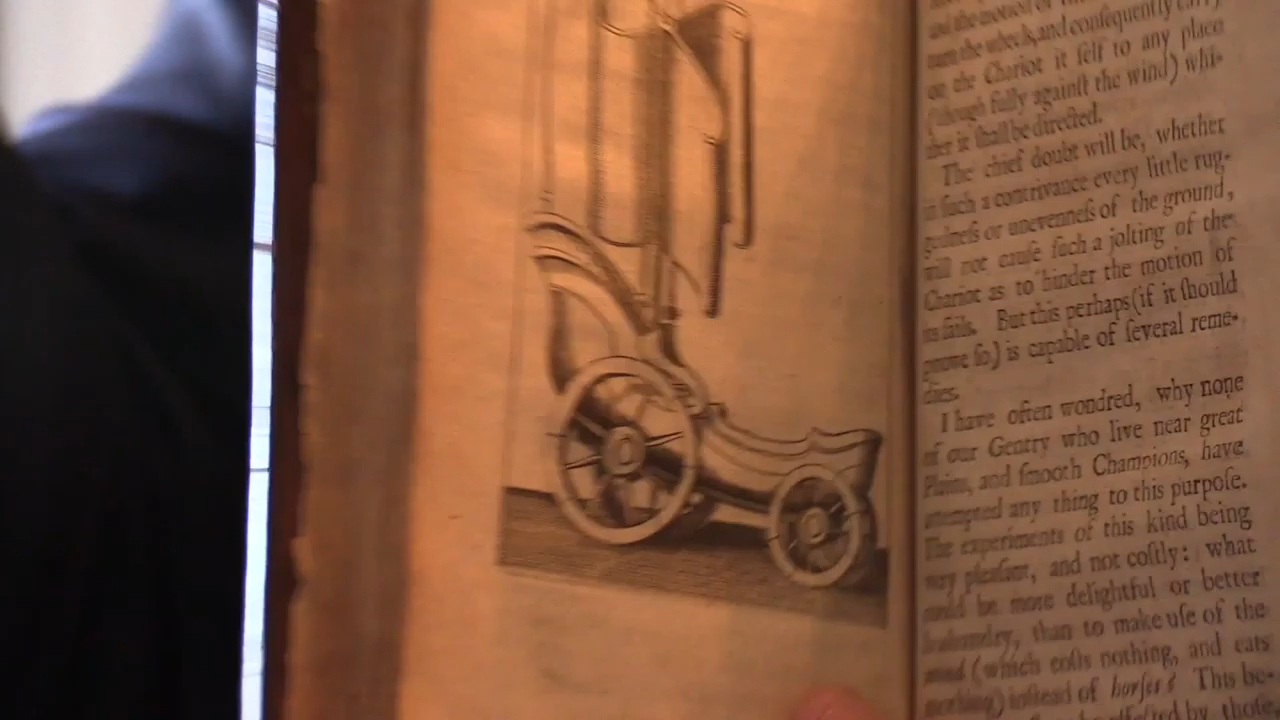 and the motion of
turn the wheels, and conſequently carry
on the Chariot it ſelf to any place
(though fully againſt the wind) whi-
ther it ſhall be directed.
The chief doubt will be, whether
in ſuch a contrivance every little rug-
gedneſs or unevenneſs of the ground,
will not cauſe ſuch a jolting of the
Chariot as to hinder the motion of
its ſails. But this perhaps (if it ſhould
prove ſo,) is capable of ſeveral reme-
dies.
I have often wondred, why none
of our Gentry who live near great
Plains, and ſmooth Champions, have
attempted any thing to this purpoſe.
The experiments of this kind being
very pleaſant, and not coſtly: what
could be more delightful or better
husbandry, than to make uſe of the
wind (which coſts nothing, and eats
nothing) inſtead of horſes? This be-
by thoſe